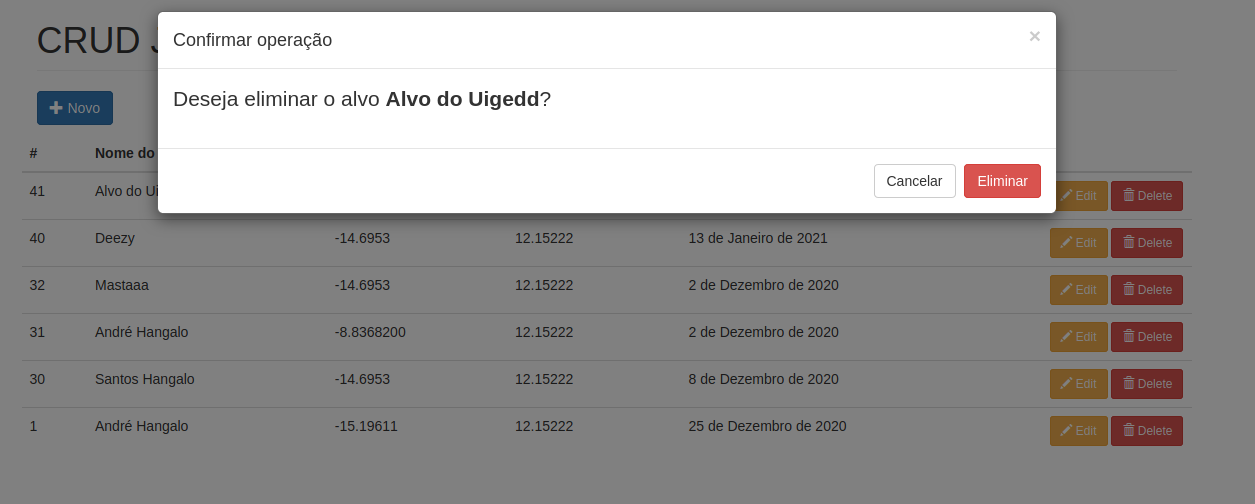 CRUD
Confirmar operação ×
Deseja eliminar o alvo Alvo do Uigedd?
Cancelar Eliminar
Novo
# Nome do
41 Alvo do Ui Edit Delete
40 Deezy -14.6953 12.15222 13 de Janeiro de 2021 Edit Delete
32 Mastaaa -14.6953 12.15222 2 de Dezembro de 2020 Edit Delete
31 André Hangalo -8.8368200 12.15222 2 de Dezembro de 2020 Edit Delete
30 Santos Hangalo -14.6953 12.15222 8 de Dezembro de 2020 Edit Delete
1 André Hangalo -15.19611 12.15222 25 de Dezembro de 2020 Edit Delete